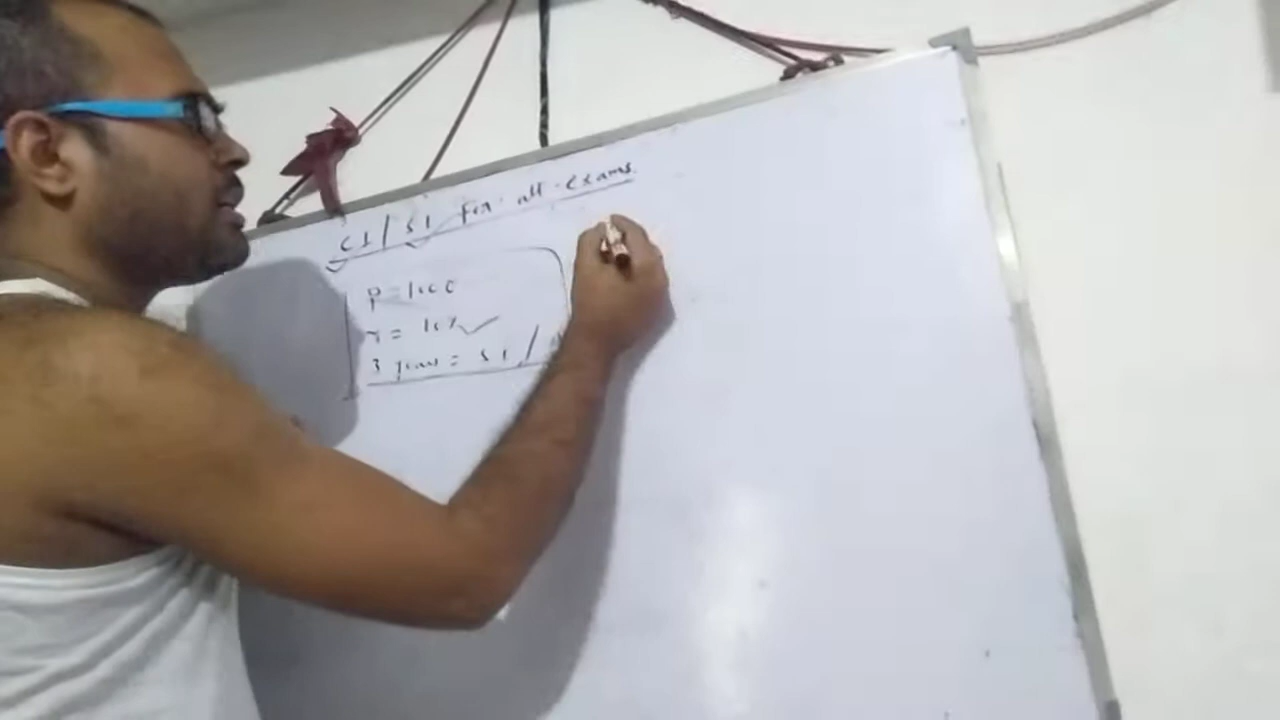 CI / SI For all exams.
P = 1000
r = 10%
3 years = SI /